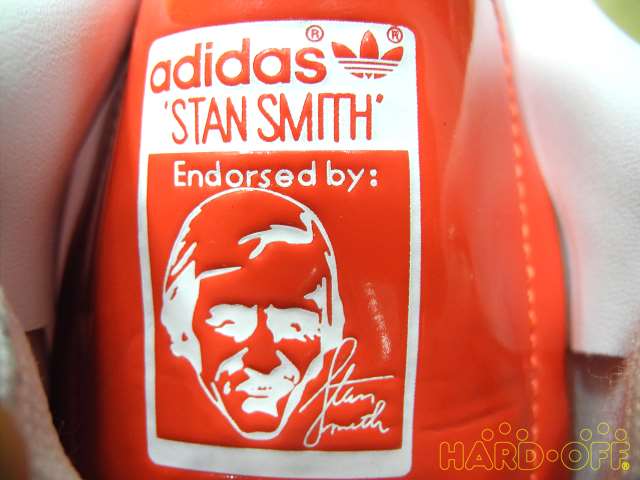 adidas®
®
'STAN SMITH'
Endorsed by:
Stan
Smith
HARD·OFF®